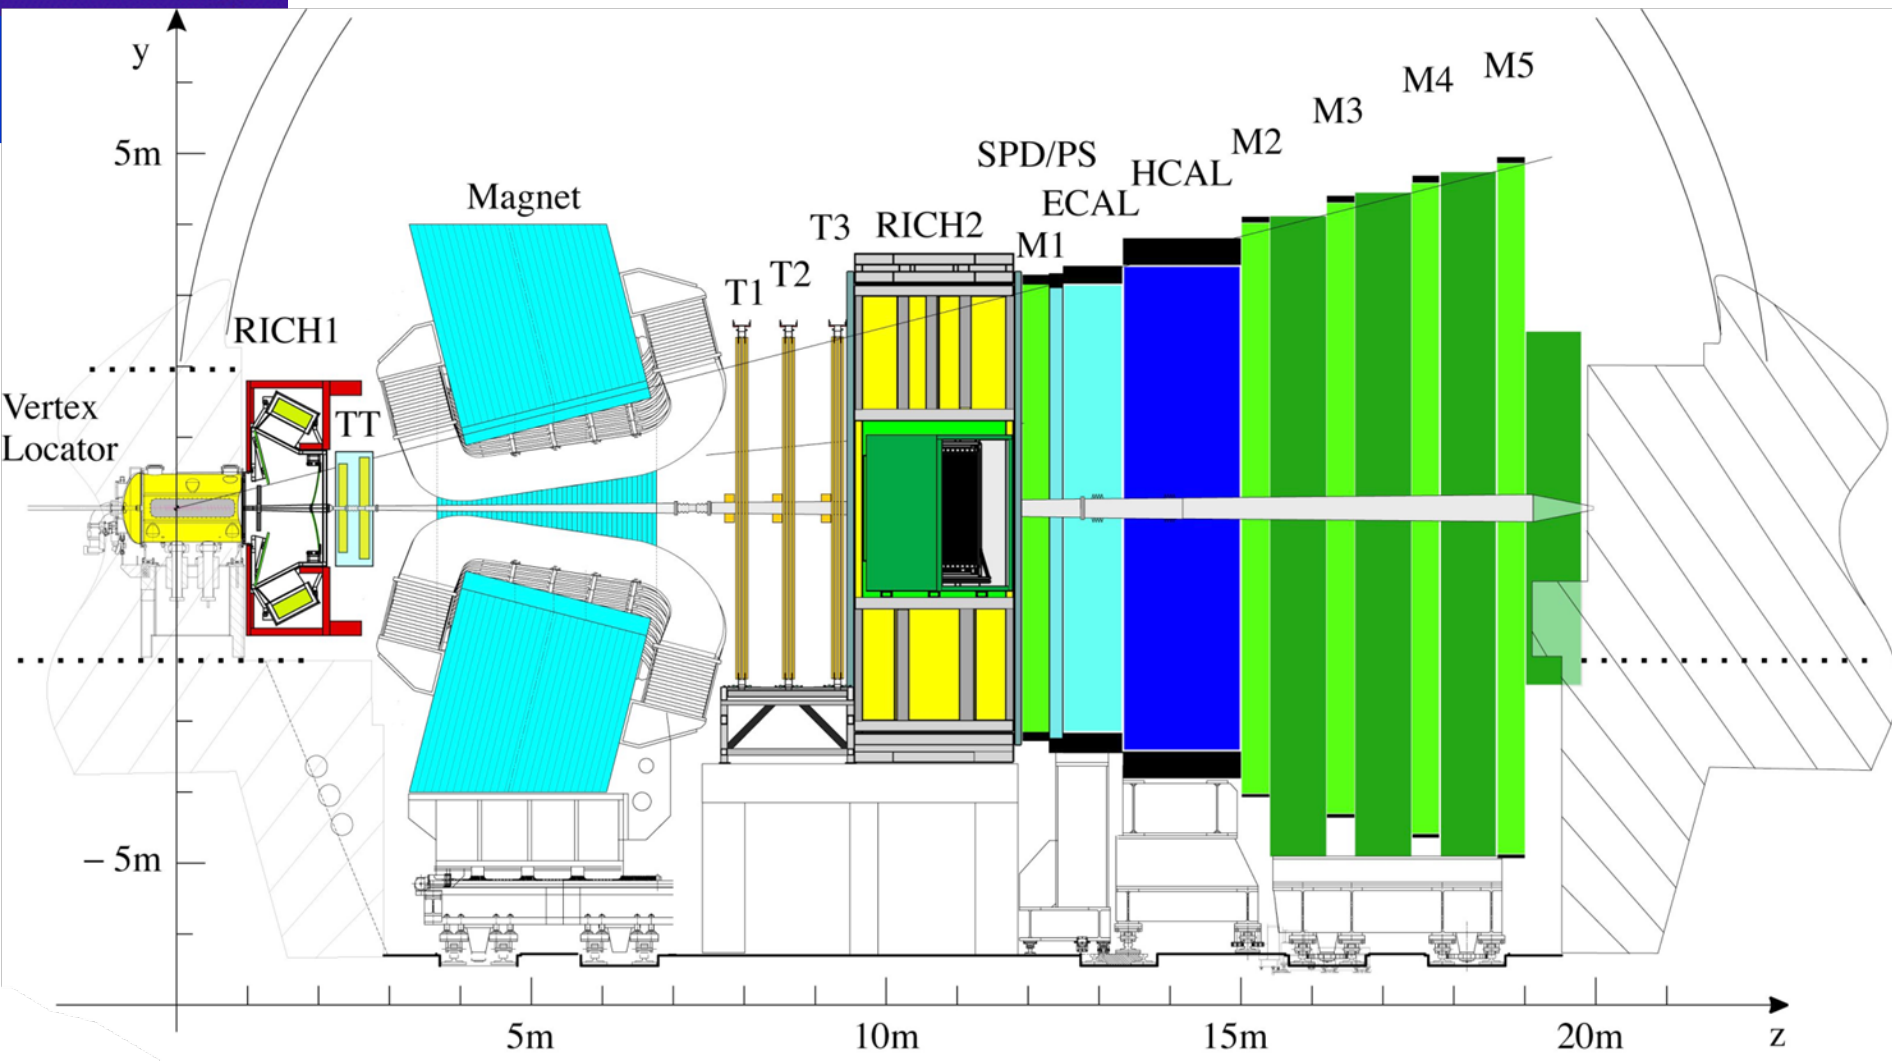 y
5m
Magnet
RICH1
Vertex
Locator
TT
T1
T2
T3
RICH2
M1
SPD/PS
ECAL
HCAL
M2
M3
M4
M5
– 5m
5m
10m
15m
20m
z